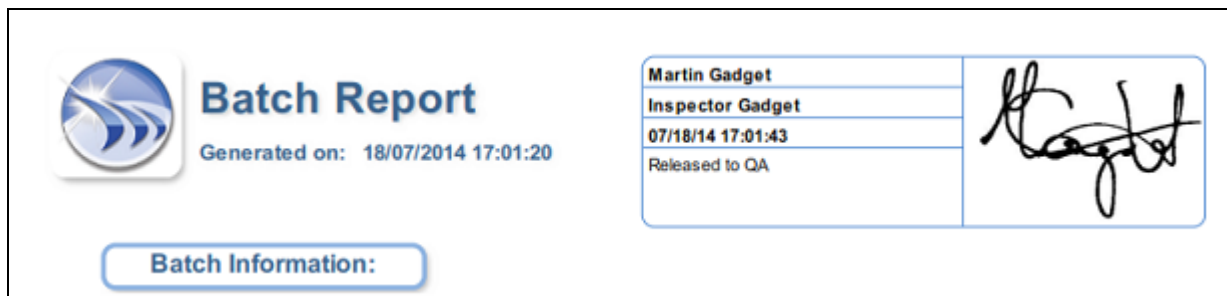 Batch Report
Generated on: 18/07/2014 17:01:20
Martin Gadget
Inspector Gadget
07/18/14 17:01:43
Released to QA
Batch Information: